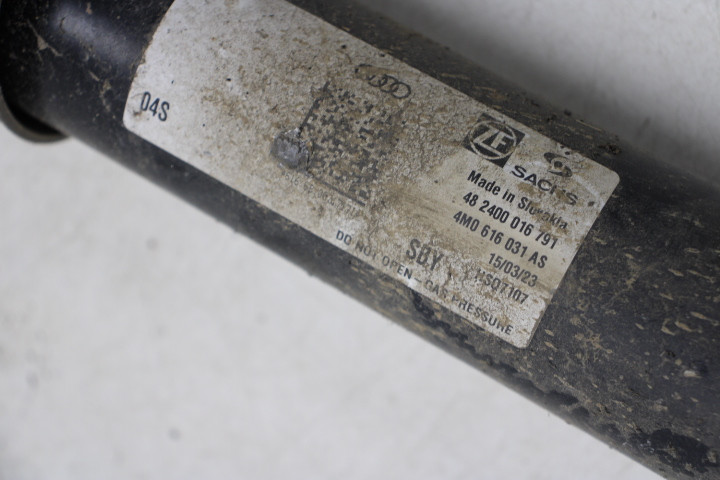 D4S
ZF
SACHS
Made in Slovakia
48 2400 016 791
4M0 616 031 AS
15/03/23
SBY
DO NOT OPEN - GAS PRESSURE